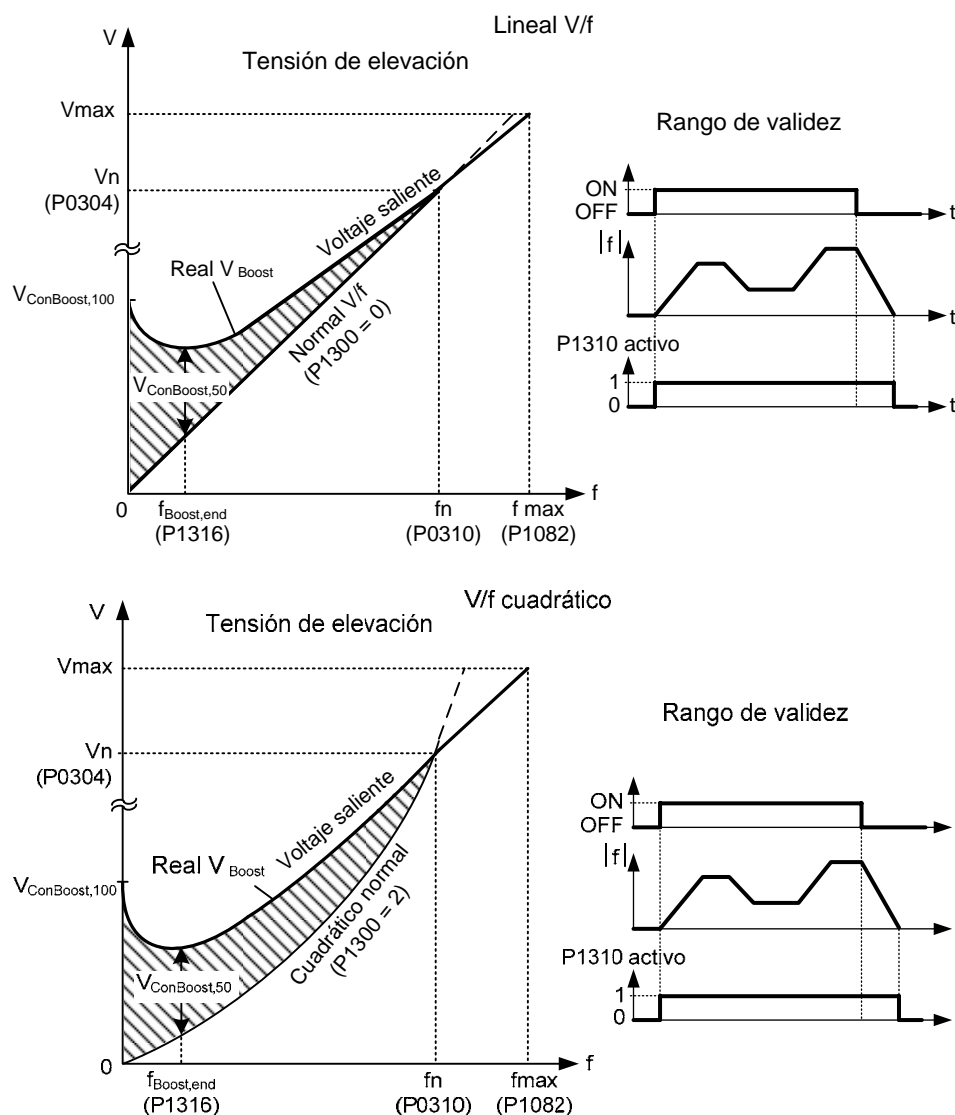 Lineal V/f
V
Tensión de elevación
Vmax
Vn
(P0304)
Voltaje saliente
Real V Boost
VConBoost,100
Normal V/f
(P1300 = 0)
VConBoost,50
0
f
fBoost,end
(P1316)
fn
(P0310)
f max
(P1082)
Rango de validez
ON
OFF
t
|f|
t
P1310 activo
1
0
t
V/f cuadrático
V
Tensión de elevación
Vmax
Vn
(P0304)
Voltaje saliente
Real V Boost
VConBoost,100
Cuadrático normal
(P1300 = 2)
VConBoost,50
0
f
fBoost,end
(P1316)
fn
(P0310)
fmax
(P1082)
Rango de validez
ON
OFF
|f|
P1310 activo
1
0